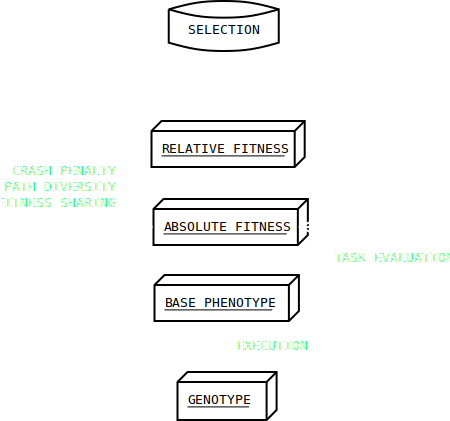 SELECTION
RELATIVE FITNESS
CRASH PENALTY
PATH DIVERSITY
FITNESS SHARING
ABSOLUTE FITNESS
TASK EVALUATION
BASE PHENOTYPE
EXECUTION
GENOTYPE